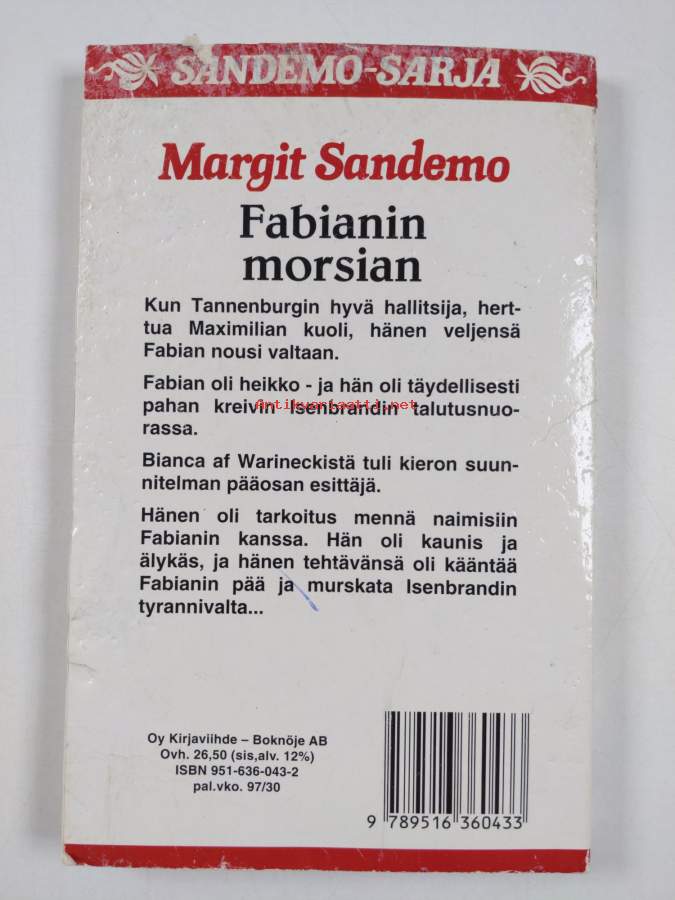 SANDEMO-SARJA
Margit Sandemo
Fabianin
morsian
Kun Tannenburgin hyvä hallitsija, hert-
tua Maximilian kuoli, hänen veljensä
Fabian nousi valtaan.
Fabian oli heikko - ja hän oli täydellisesti
pahan kreivin Isenbrandin talutusnuo-
Antikvariaatti.net
rassa.
Bianca af Warineckistä tuli kieron suun-
nitelman pääosan esittäjä.
Hänen oli tarkoitus mennä naimisiin
Fabianin kanssa. Hän oli kaunis ja
älykäs, ja hänen tehtävänsä oli kääntää
Fabianin pää ja murskata Isenbrandin
tyrannivalta...
Oy Kirjaviihde – Boknöje AB
Ovh. 26,50 (sis,alv. 12%)
ISBN 951-636-043-2
pal.vko. 97/30
9 789516 360433